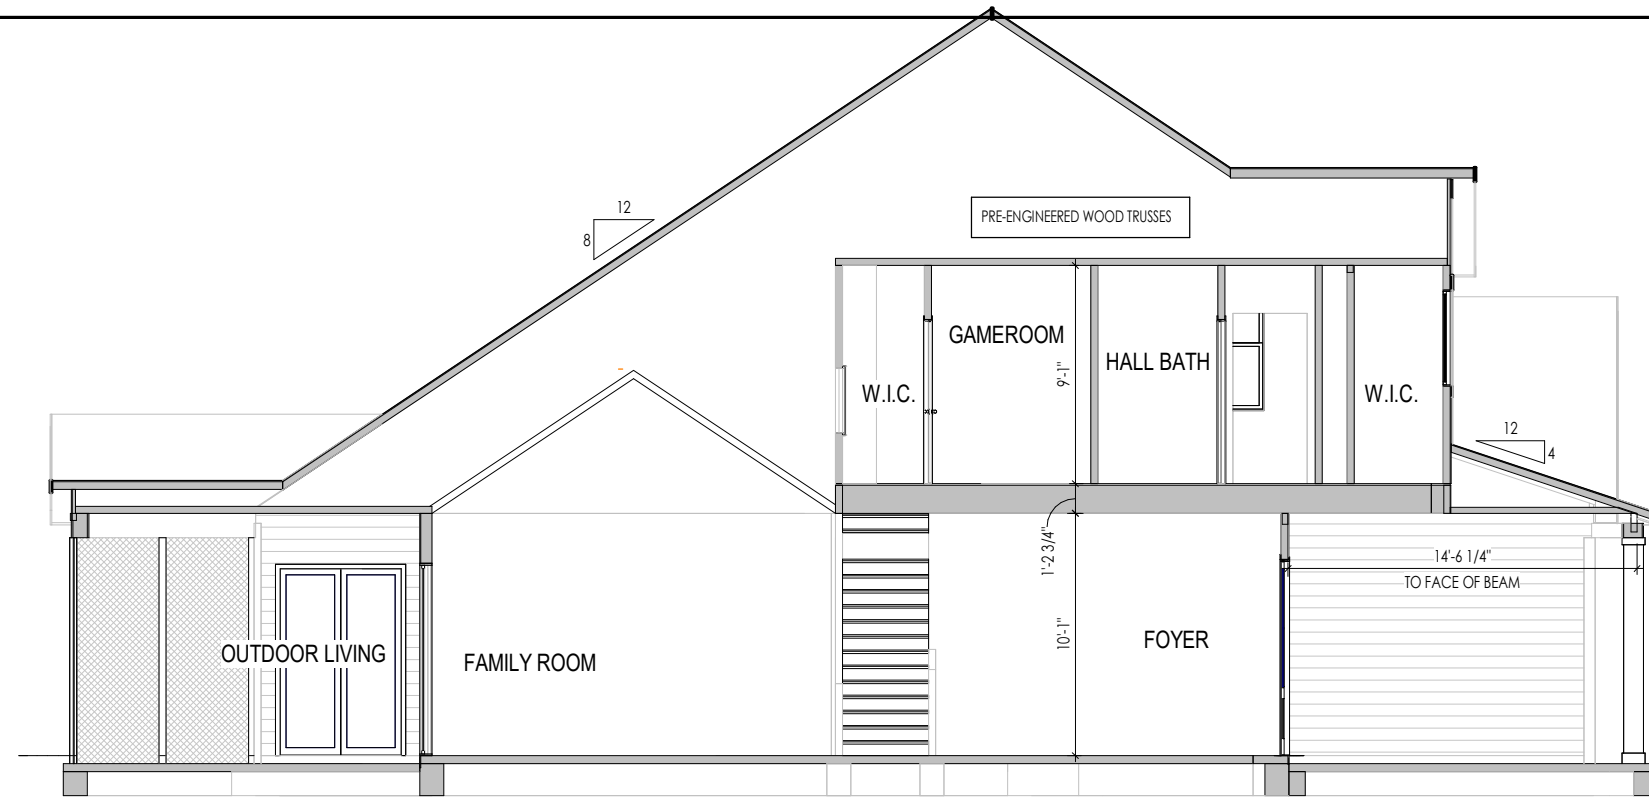 12
8
PRE-ENGINEERED WOOD TRUSSES
GAMEROOM
HALL BATH
9'-1"
W.I.C.
W.I.C.
12
4
1'-2 3/4"
14'-6 1/4"
TO FACE OF BEAM
10'-1"
FOYER
OUTDOOR LIVING
FAMILY ROOM